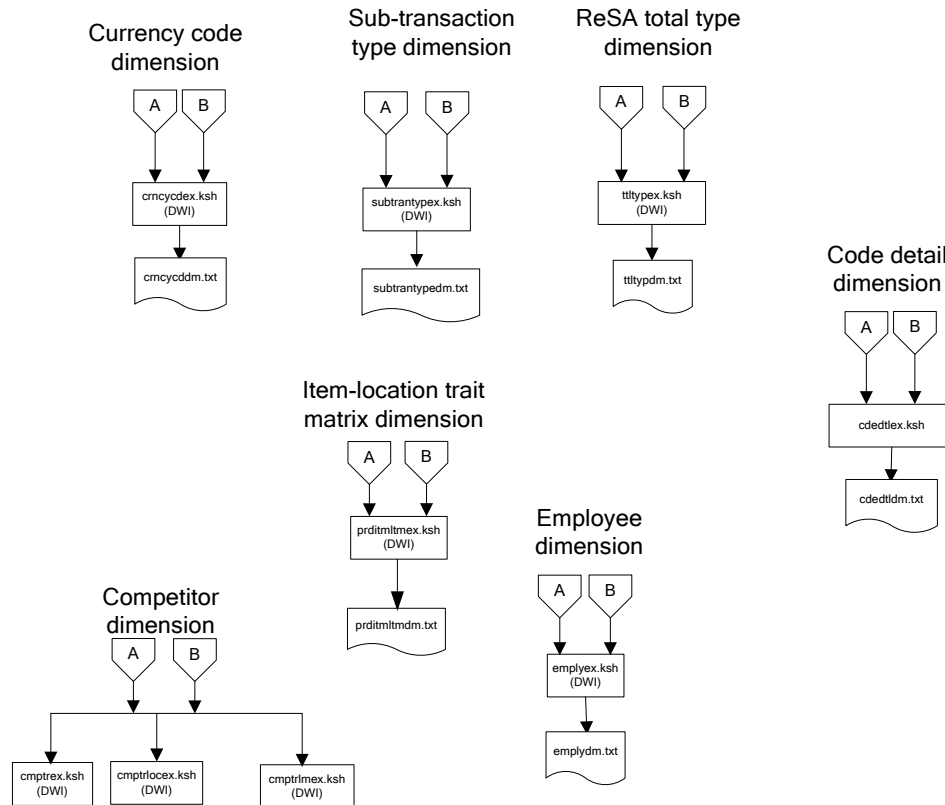 Currency code
dimension
A B
crncycdex.ksh
(DWI)
crncycddm.txt
Sub-transaction
type dimension
A B
subtrantypex.ksh
(DWI)
subtrantypedm.txt
ReSA total type
dimension
A B
ttltypex.ksh
(DWI)
ttltypdm.txt
Code detail
dimension
A B
cdedtlex.ksh
cdedtldm.txt
Item-location trait
matrix dimension
A B
prditmltmex.ksh
(DWI)
prditmltmdm.txt
Employee
dimension
A B
emplyex.ksh
(DWI)
emplydm.txt
Competitor
dimension
A B
cmptrex.ksh
(DWI)
cmptrlocex.ksh
(DWI)
cmptrlmex.ksh
(DWI)